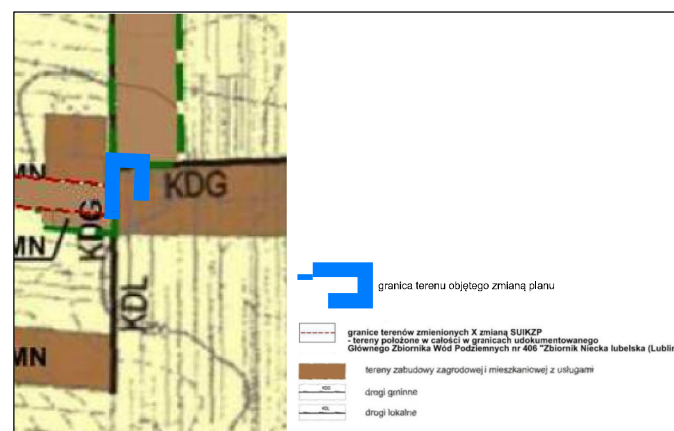 MN
KDG
KDG
MN
KDL
MN
granica terenu objętego zmianą planu
granice terenów zmienionych X zmianą SUIKZP
- tereny położone w całości w granicach udokumentowanego
Głównego Zbiornika Wód Podziemnych nr 406 "Zbiornik Niecka lubelska (Lublin
tereny zabudowy zagrodowej i mieszkaniowej z usługami
KDG
drogi gminne
KDL
drogi lokalne